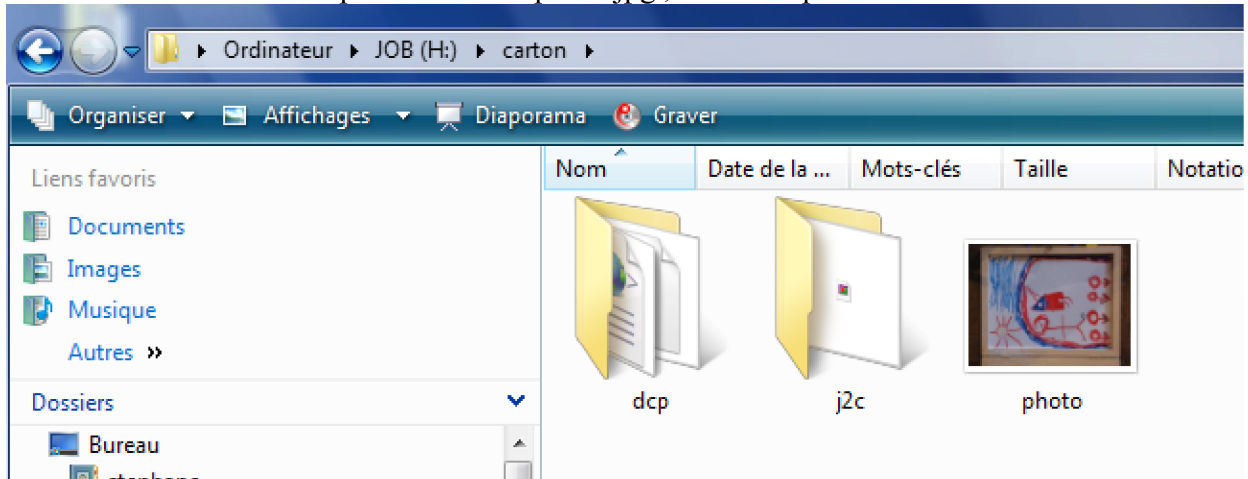 Ordinateur JOB (H:) carton
Organiser Affichages Diaporama Graver
Liens favoris
Documents
Images
Musique
Autres »
Dossiers
Bureau
Nom Date de la ... Mots-clés Taille Notatio
dcp j2c photo